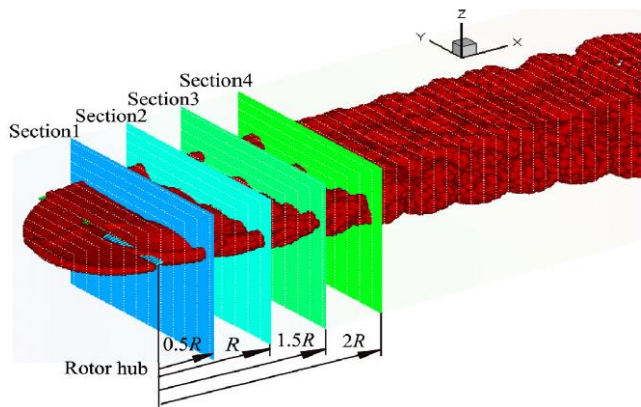 Z
Y
X
Section4
Section3
Section2
Section1
0.5R
R
1.5R
2R
Rotor hub